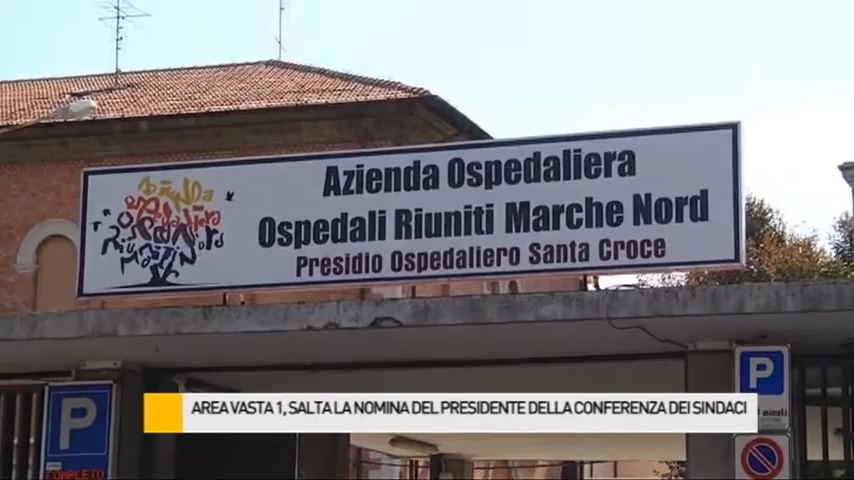 Azienda Ospedaliera
Ospedali Riuniti Marche Nord
Presidio Ospedaliero Santa Croce
P
P
minuti
COMPLETO
AREA VASTA 1, SALTA LA NOMINA DEL PRESIDENTE DELLA CONFERENZA DEI SINDACI